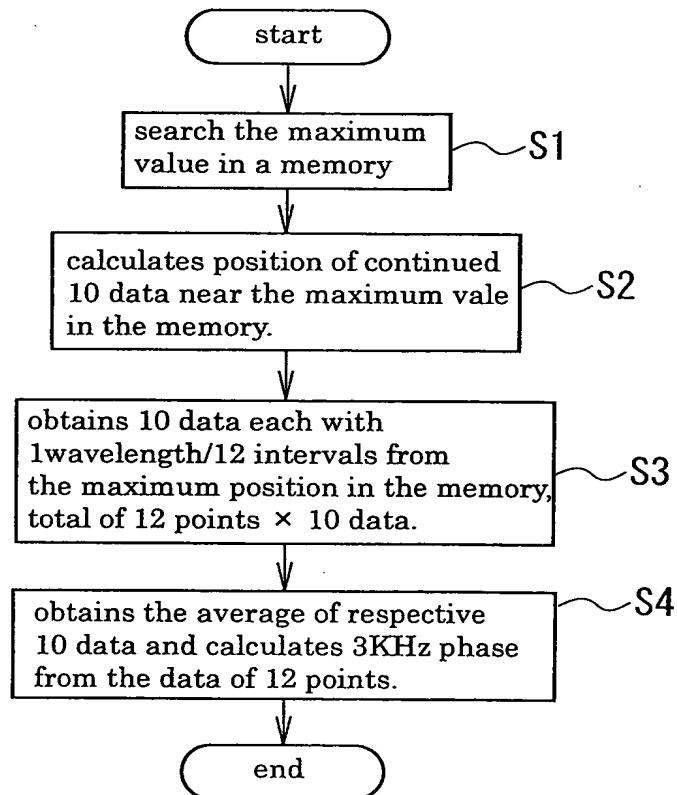 start
search the maximum
value in a memory
S1
calculates position of continued
10 data near the maximum vale
in the memory.
S2
obtains 10 data each with
1wavelength/12 intervals from
the maximum position in the memory,
total of 12 points × 10 data.
S3
obtains the average of respective
10 data and calculates 3KHz phase
from the data of 12 points.
S4
end